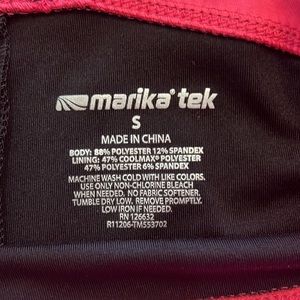 marika® tek
S
MADE IN CHINA
BODY: 88% POLYESTER 12% SPANDEX
LINING: 47% COOLMAX® POLYESTER
47% POLYESTER 6% SPANDEX
MACHINE WASH COLD WITH LIKE COLORS.
USE ONLY NON-CHLORINE BLEACH
WHEN NEEDED. NO FABRIC SOFTENER.
TUMBLE DRY LOW. REMOVE PROMPTLY.
LOW IRON IF NEEDED.
RN 126632
R11206-TM553702